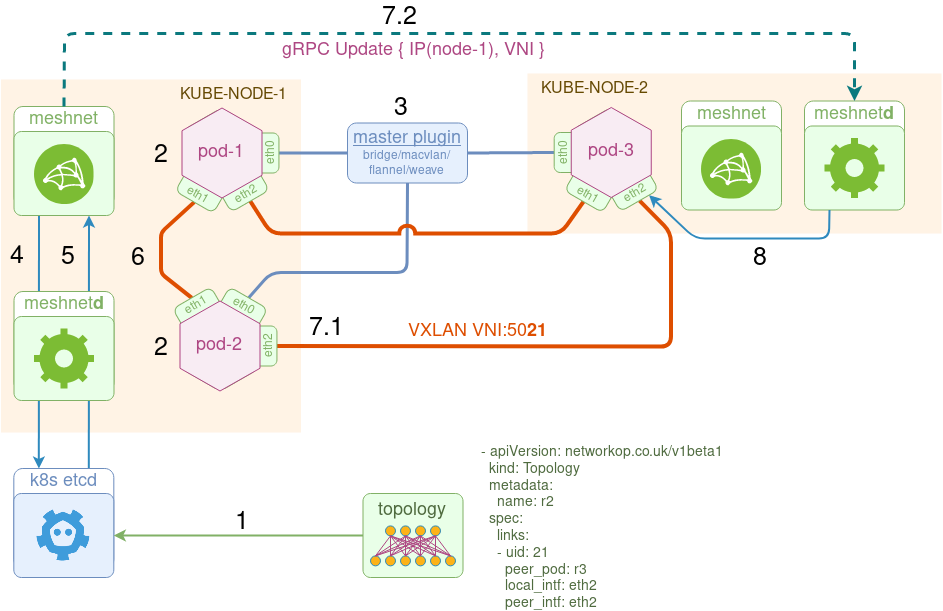 7.2
gRPC Update { IP(node-1), VNI }
KUBE-NODE-1
KUBE-NODE-2
meshnet
3
meshnet
meshnetd
2
pod-1
eth0
eth1
eth2
master plugin
bridge/macvlan/
flannel/weave
eth0
pod-3
eth1
eth2
4
5
6
8
meshnetd
eth1
eth0
2
pod-2
eth2
7.1
VXLAN VNI:5021
k8s etcd
1
topology
- apiVersion: networkop.co.uk/v1beta1
kind: Topology
metadata:
name: r2
spec:
links:
- uid: 21
peer_pod: r3
local_intf: eth2
peer_intf: eth2